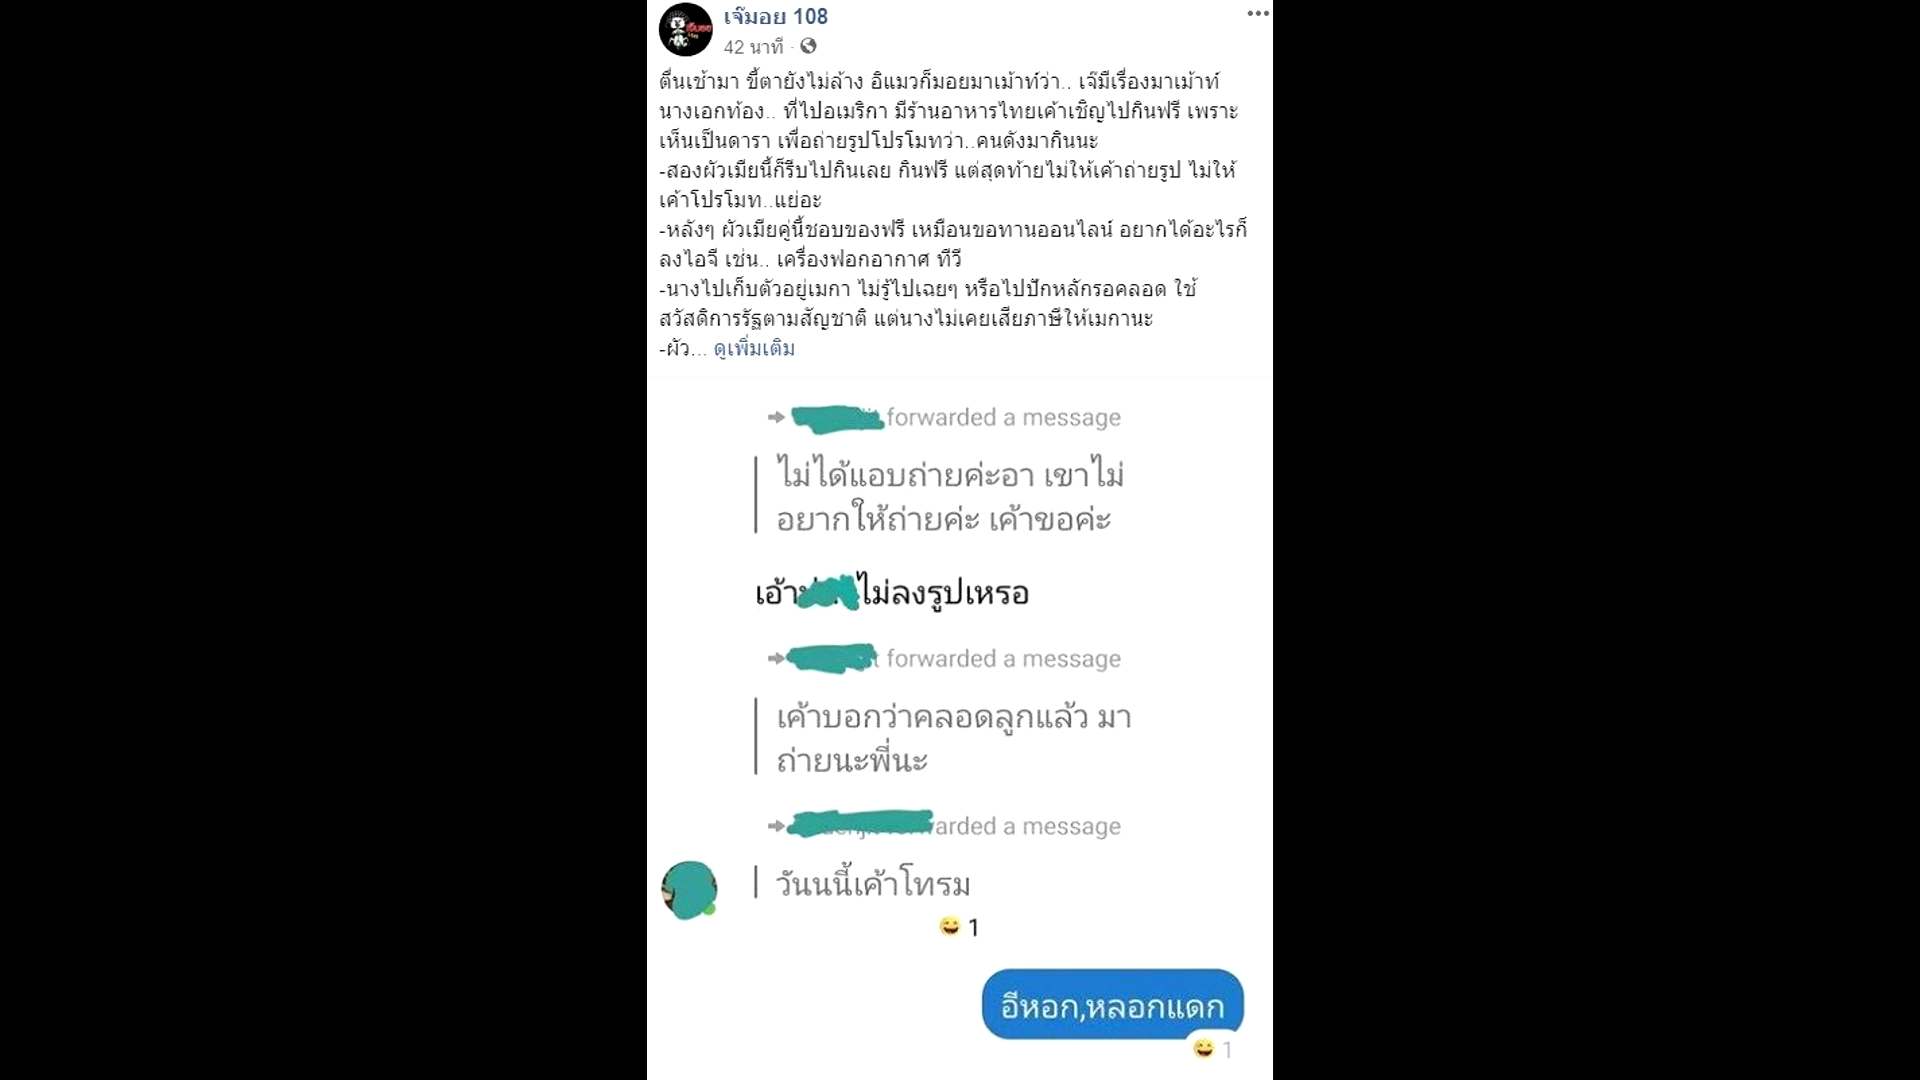 เจ๊มอย 108
42 นาที ·
ตื่นเช้ามา ขี้ตายังไม่ล้าง อิแมวก็มอยมาเม้าท์ว่า.. เจ๊มีเรื่องมาเม้าท์
นางเอกท้อง.. ที่ไปอเมริกา มีร้านอาหารไทยเค้าเชิญไปกินฟรี เพราะ
เห็นเป็นดารา เพื่อถ่ายรูปโปรโมทว่า..คนดังมากินนะ
-สองผัวเมียนี้ก็รีบไปกินเลย กินฟรี แต่สุดท้ายไม่ให้เค้าถ่ายรูป ไม่ให้
เค้าโปรโมท..แย่อะ
-หลังๆ ผัวเมียคู่นี้ชอบของฟรี เหมือนขอทานออนไลน์ อยากได้อะไรก็
ลงไอจี เช่น.. เครื่องฟอกอากาศ ทีวี
-นางไปเก็บตัวอยู่เมกา ไม่รู้ไปเฉยๆ หรือไปปักหลักรอคลอด ใช้
สวัสดิการรัฐตามสัญชาติ แต่นางไม่เคยเสียภาษีให้เมกานะ
-ผัว... ดูเพิ่มเติม
forwarded a message
ไม่ได้แอบถ่ายค่ะอา เขาไม่
อยากให้ถ่ายค่ะ เค้าขอค่ะ
เอ้า ไม่ลงรูปเหรอ
forwarded a message
เค้าบอกว่าคลอดลูกแล้ว มา
ถ่ายนะพี่นะ
arded a message
วันนนี้เค้าโทรม
1
อีหอก,หลอกแดก
1